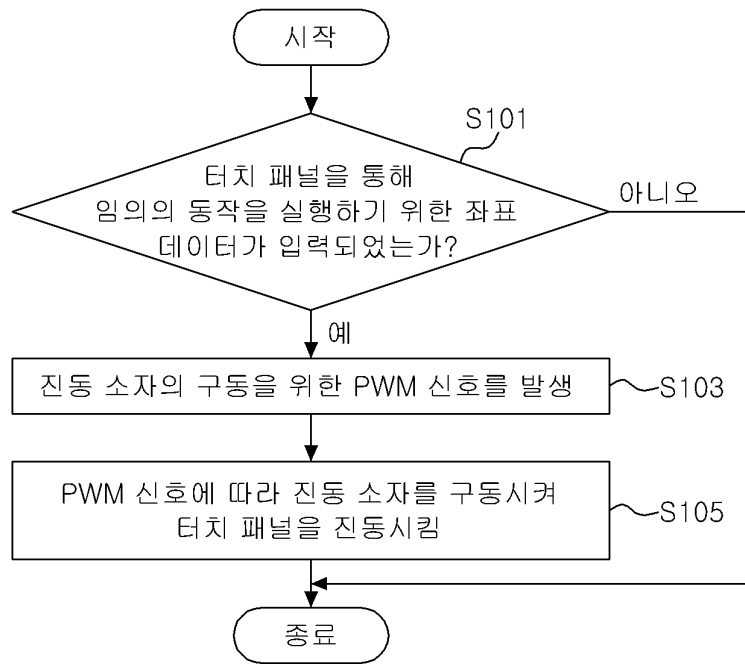 시작
S101
터치 패널을 통해
임의의 동작을 실행하기 위한 좌표
데이터가 입력되었는가?
아니오
예
진동 소자의 구동을 위한 PWM 신호를 발생
S103
PWM 신호에 따라 진동 소자를 구동시켜
터치 패널을 진동시킴
S105
종료